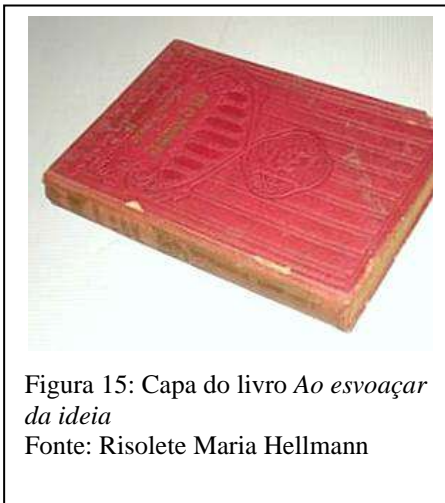 Figura 15: Capa do livro Ao esvoaçar
da ideia
Fonte: Risolete Maria Hellmann